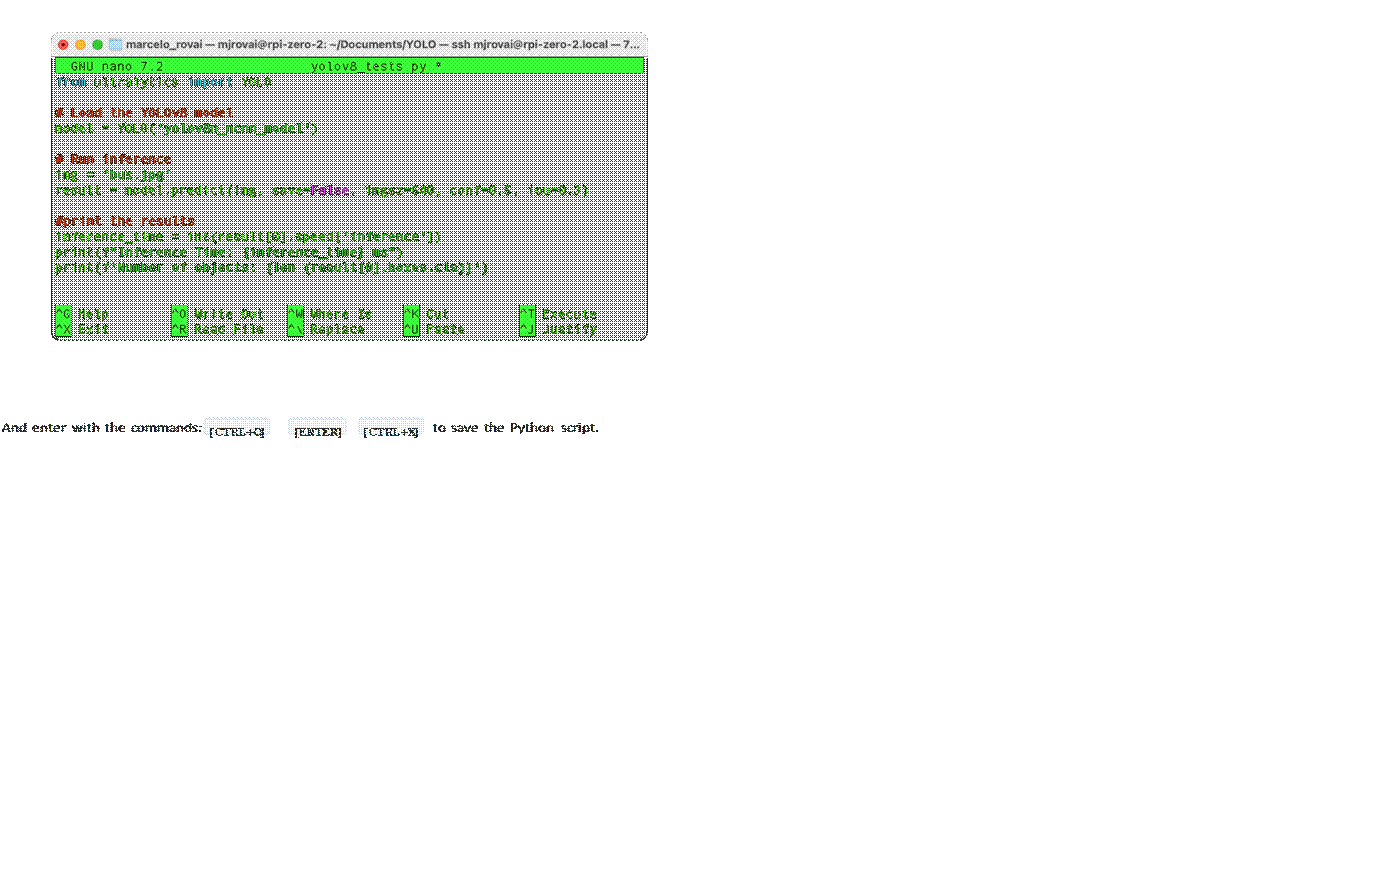 marcelo_rovai — mjrovai@rpi-zero-2: ~/Documents/YOLO — ssh mjrovai@rpi-zero-2.local — 7...
GNU nano 7.2 yolov8_tests py *
from ultralytics import YOLO
# Load the YOLOv8 model
model = YOLO("yolov8n_ncnn_model")
# Run inference
img = 'bus.jpg'
result = model.predict(img, save=False, imgsz=640, conf=0.5, iou=0.3)
#print the results
inference_time = int(result[0].speed['inference'])
print(f"Inference Time: {inference_time} ms")
print(f'Number of objects: {len (result[0].boxes.cls)}')
^G Help ^O Write Out ^W Where Is ^K Cut ^T Execute
^X Exit ^R Read File ^\ Replace ^U Paste ^J Justify
And enter with the commands: [CTRL+O] [ENTER] [CTRL+X] to save the Python script.